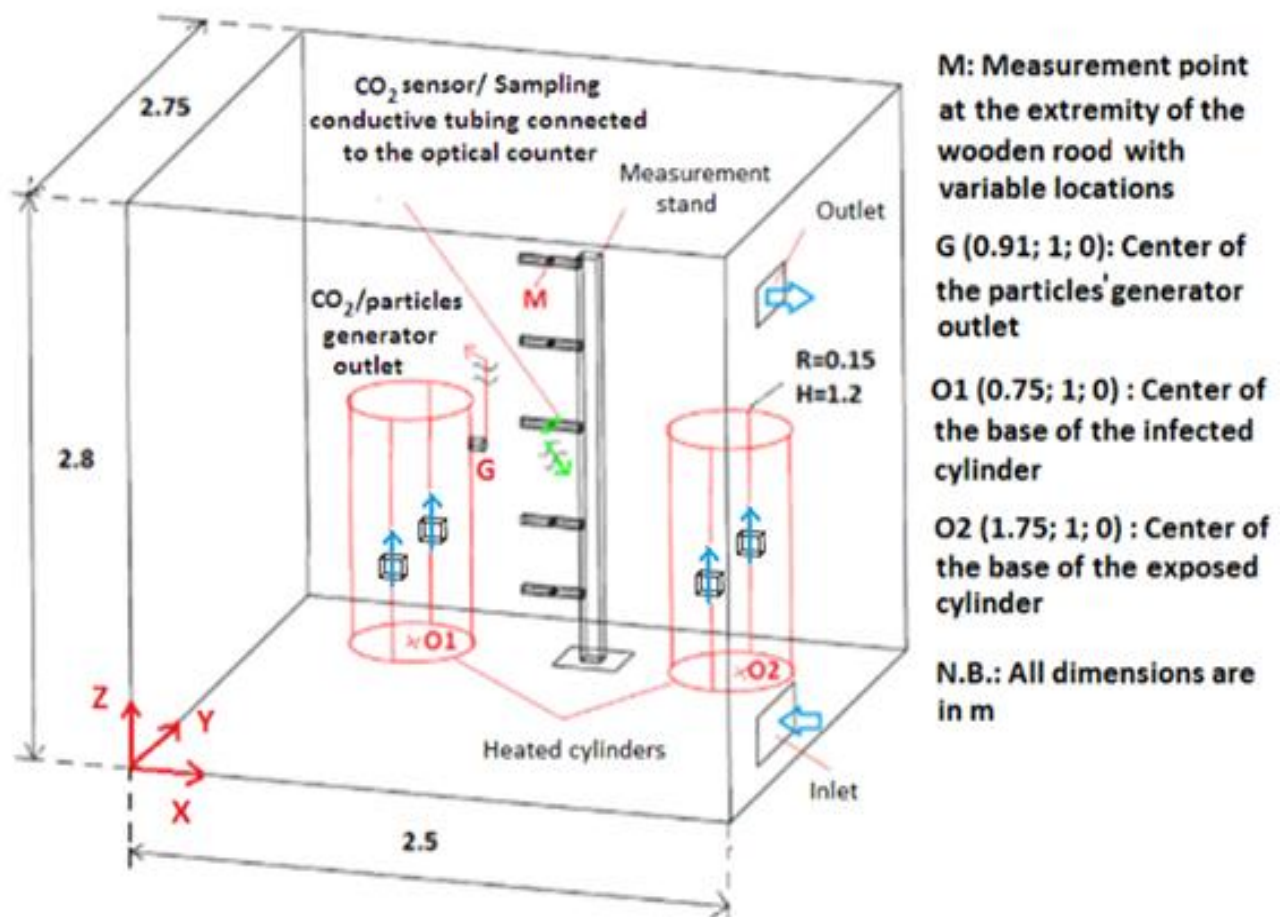 2.75
CO2 sensor/ Sampling
conductive tubing connected
to the optical counter
Measurement
stand
Outlet
M
CO2/particles
generator
outlet
G
R=0.15
H=1.2
2.8
O1
O2
Z
Y
X
Heated cylinders
Inlet
2.5
M: Measurement point
at the extremity of the
wooden rood with
variable locations
G (0.91; 1; 0): Center of
the particles'generator
outlet
O1 (0.75; 1; 0) : Center of
the base of the infected
cylinder
O2 (1.75; 1; 0) : Center of
the base of the exposed
cylinder
N.B.: All dimensions are
in m